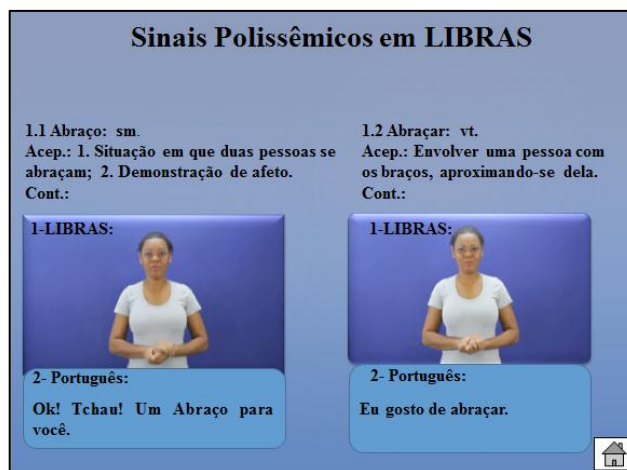 Sinais Polissêmicos em LIBRAS
1.1 Abraço: sm.
Acep.: 1. Situação em que duas pessoas se
abraçam; 2. Demonstração de afeto.
Cont.:
1-LIBRAS:
2- Português:
Ok! Tchau! Um Abraço para
você.
1.2 Abraçar: vt.
Acep.: Envolver uma pessoa com
os braços, aproximando-se dela.
Cont.:
1-LIBRAS:
2- Português:
Eu gosto de abraçar.